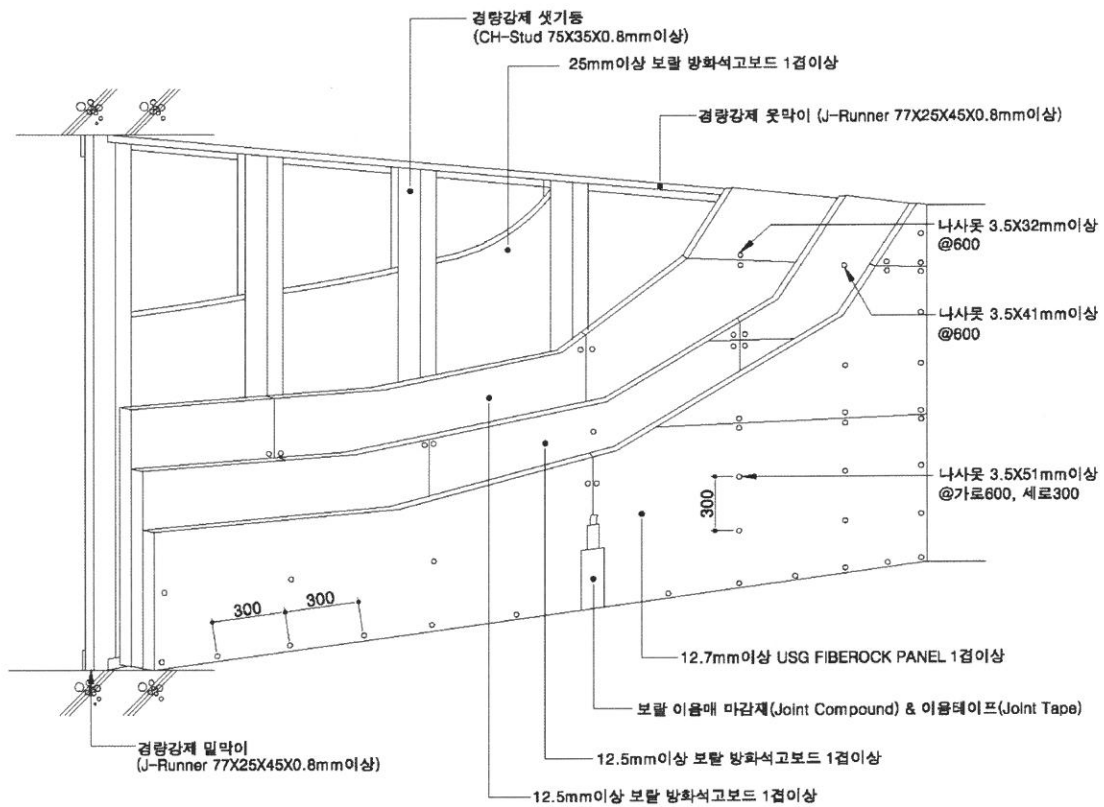 경량강제 샛기둥
(CH-Stud 75X35X0.8mm이상)
25mm이상 보랄 방화석고보드 1겹이상
경량강제 웃막이 (J-Runner 77X25X45X0.8mm이상)
나사못 3.5X32mm이상
@600
나사못 3.5X41mm이상
@600
나사못 3.5X51mm이상
@가로600, 세로300
300
300
300
12.7mm이상 USG FIBEROCK PANEL 1겹이상
보랄 이음매 마감재(Joint Compound) & 이음테이프(Joint Tape)
경량강제 밑막이
(J-Runner 77X25X45X0.8mm이상)
12.5mm이상 보랄 방화석고보드 1겹이상
12.5mm이상 보랄 방화석고보드 1겹이상